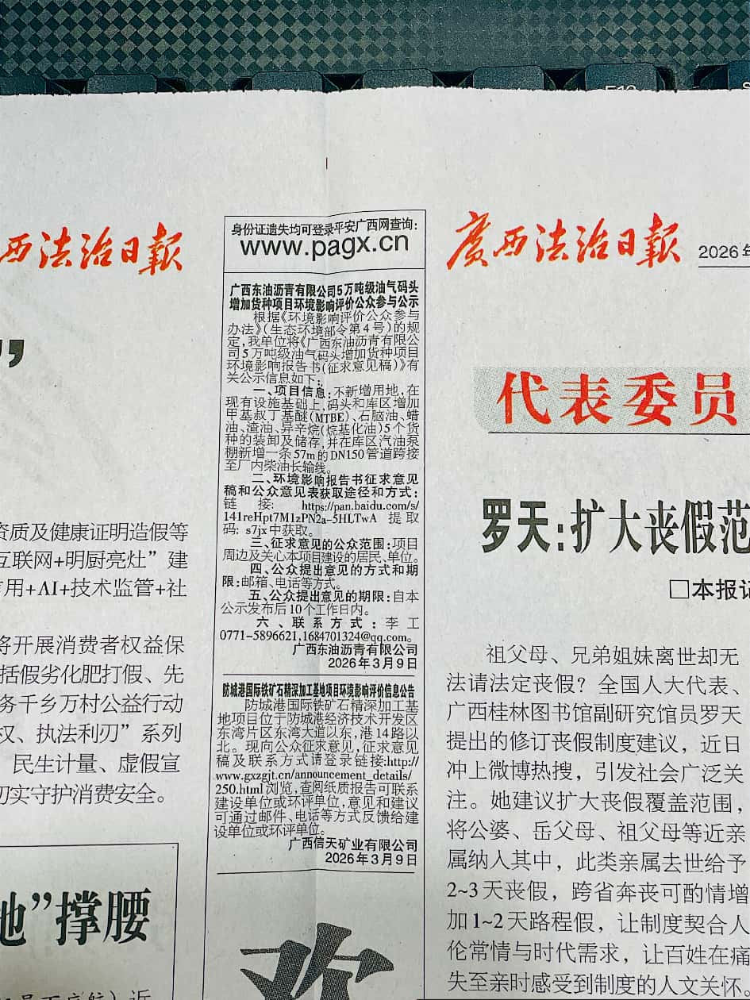 西法治日報
”
资质及健康证明造假等
互联网+明厨亮灶”建
信用+AI+技术监管+社
将开展消费者权益保
括假劣化肥打假、先
务千乡万村公益行动
权、执法利刃”系列
民生计量、虚假宣
切实守护消费安全。
地”撑腰
身份证遗失均可登录平安广西网查询:
www.pagx.cn
广西东油沥青有限公司5万吨级油气码头
增加货种项目环境影响评价公众参与公示
根据《环境影响评价公众参与
办法》(生态环境部令第4号)的规
定,我单位将《广西东油沥青有限公
司5万吨级油气码头增加货种项目
环境影响报告书(征求意见稿)》有
关公示信息如下:
一、项目信息:不新增用地,在
现有设施基础上,码头和库区增加
甲基叔丁基醚(MTBE)、石脑油、蜡
油、渣油、异辛烷(烷基化油)5个货
种的装卸及储存,并在库区汽油泵
棚新增一条57m的DN150管道跨接
至厂内柴油长输线。
二、环境影响报告书征求意见
稿和公众意见表获取途径和方式:
链接:https://pan.baidu.com/s/
141reHpt7M1zPN2a-5HLTwA 提取
码: s7jx中获取。
三、征求意见的公众范围:项目
周边及关心本项目建设的居民、单位。
四、公众提出意见的方式和期
限:邮箱、电话等方式。
五、公众提出意见的期限:自本
公示发布后10个工作日内。
六、联系方式:李工
0771-5896621,1684701324@qq.com。
广西东油沥青有限公司
2026年3月9日
防城港国际铁矿石精深加工基地项目环境影响评价信息公告
防城港国际铁矿石精深加工基
地项目位于防城港经济技术开发区
东湾片区东湾大道以东,港14路以
北。现向公众征求意见,征求意见
稿及联系方式请登录链接:http://
www.gxzgjt.cn/announcement_details/
250.html浏览,查阅纸质报告可联系
建设单位或环评单位,意见和建议
可通过邮件、电话等方式反馈给建
设单位或环评单位。
广西信天矿业有限公司
2026年3月9日
廣西法治日報
2026年
代表委员
罗天:扩大丧假范
□本报记
祖父母、兄弟姐妹离世却无
法请法定丧假?全国人大代表、
广西桂林图书馆副研究馆员罗天
提出的修订丧假制度建议,近日
冲上微博热搜,引发社会广泛关
注。她建议扩大丧假覆盖范围,
将公婆、岳父母、祖父母等近亲
属纳入其中,此类亲属去世给予
2~3天丧假,跨省奔丧可酌情增
加1~2天路程假,让制度契合人
伦常情与时代需求,让百姓在痛
失至亲时感受到制度的人文关怀。